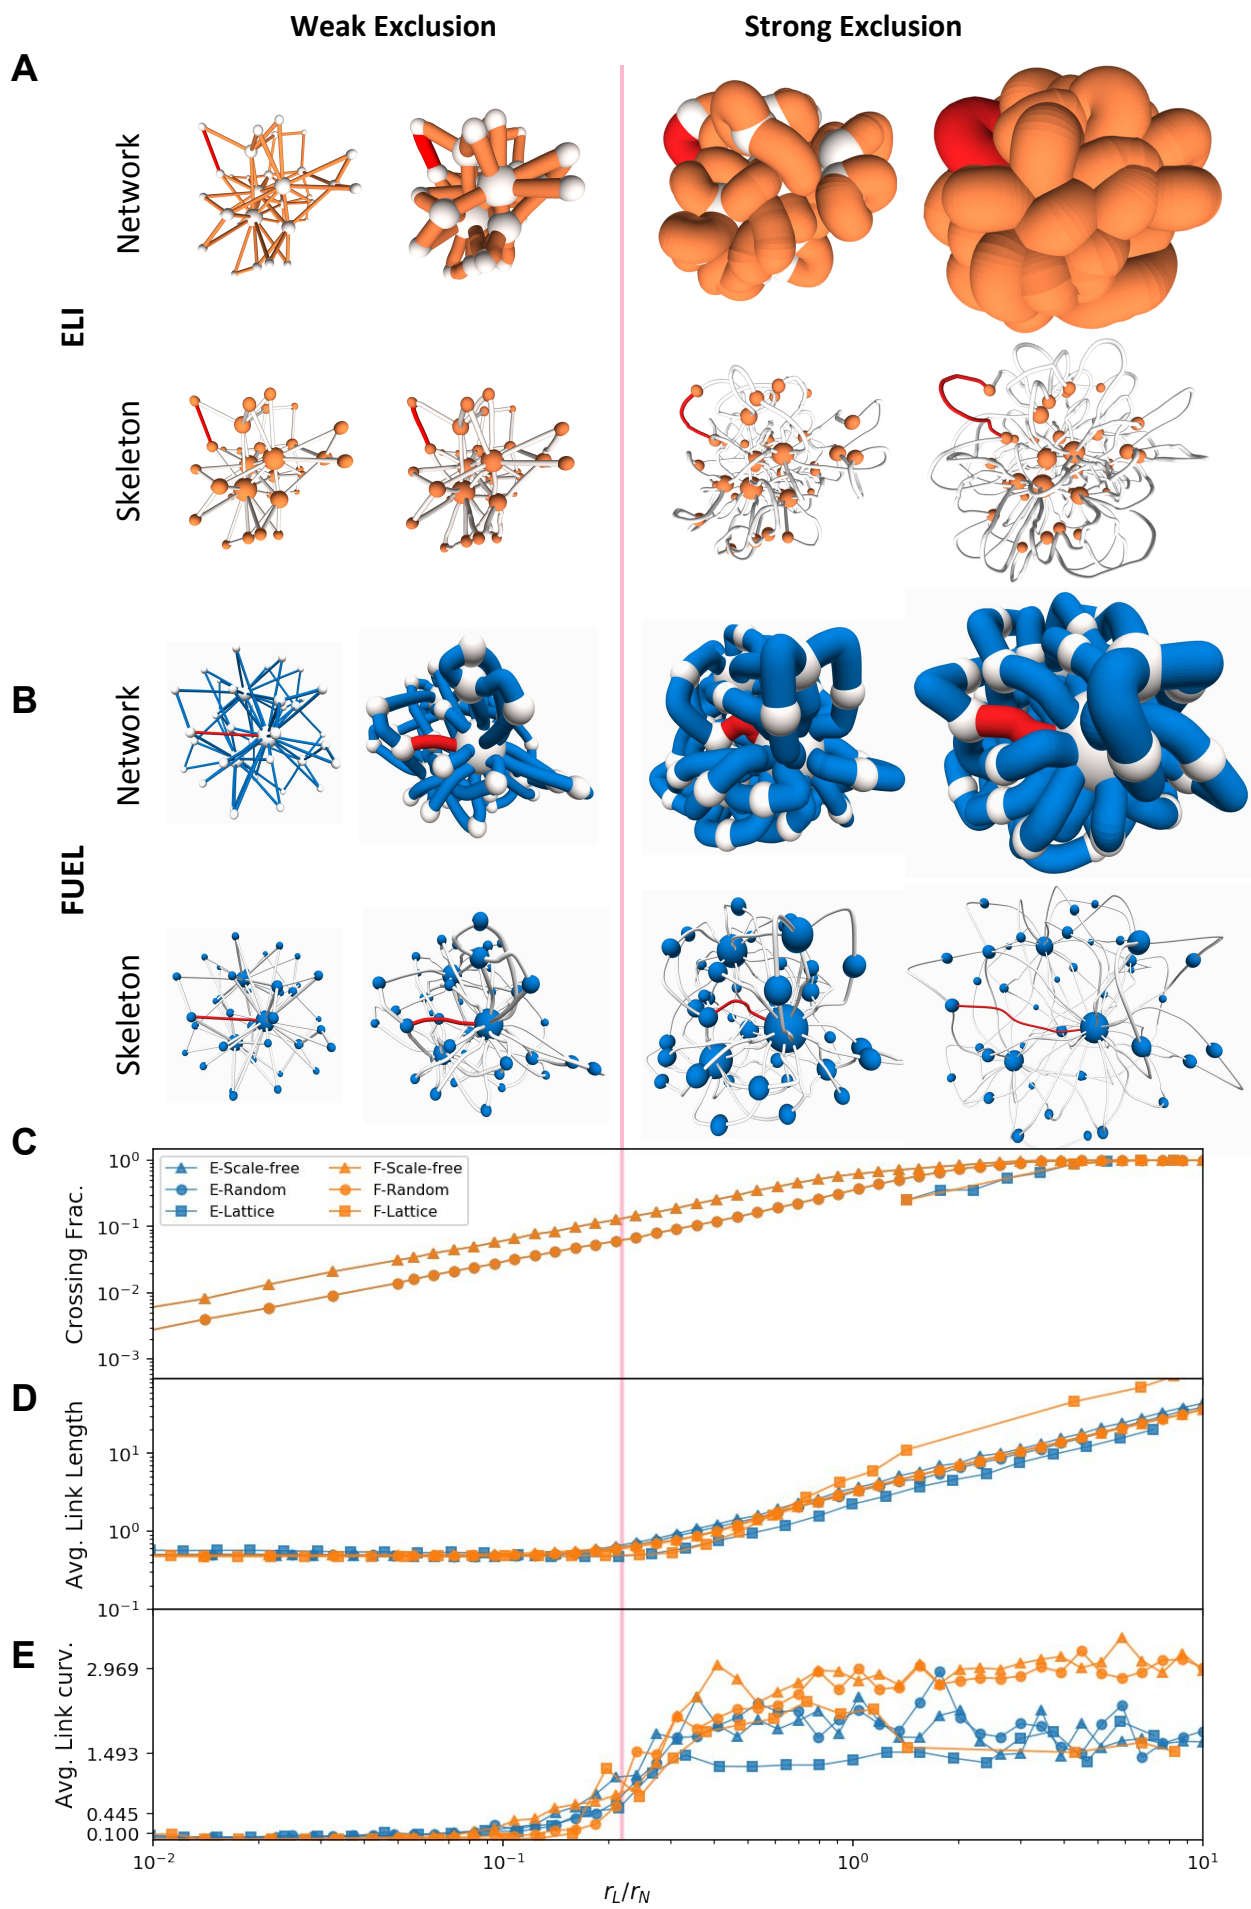 Weak Exclusion
Strong Exclusion
A
Network
ELI
Skeleton
B
Network
FUEL
Skeleton
C
Crossing Frac.
10⁰
10⁻¹
10⁻²
10⁻³
E-Scale-free
E-Random
E-Lattice
F-Scale-free
F-Random
F-Lattice
D
Avg. Link Length
10¹
10⁰
10⁻¹
E
Avg. Link curv.
2.969
1.493
0.445
0.100
10⁻² 10⁻¹ 10⁰ 10¹
r_L/r_N